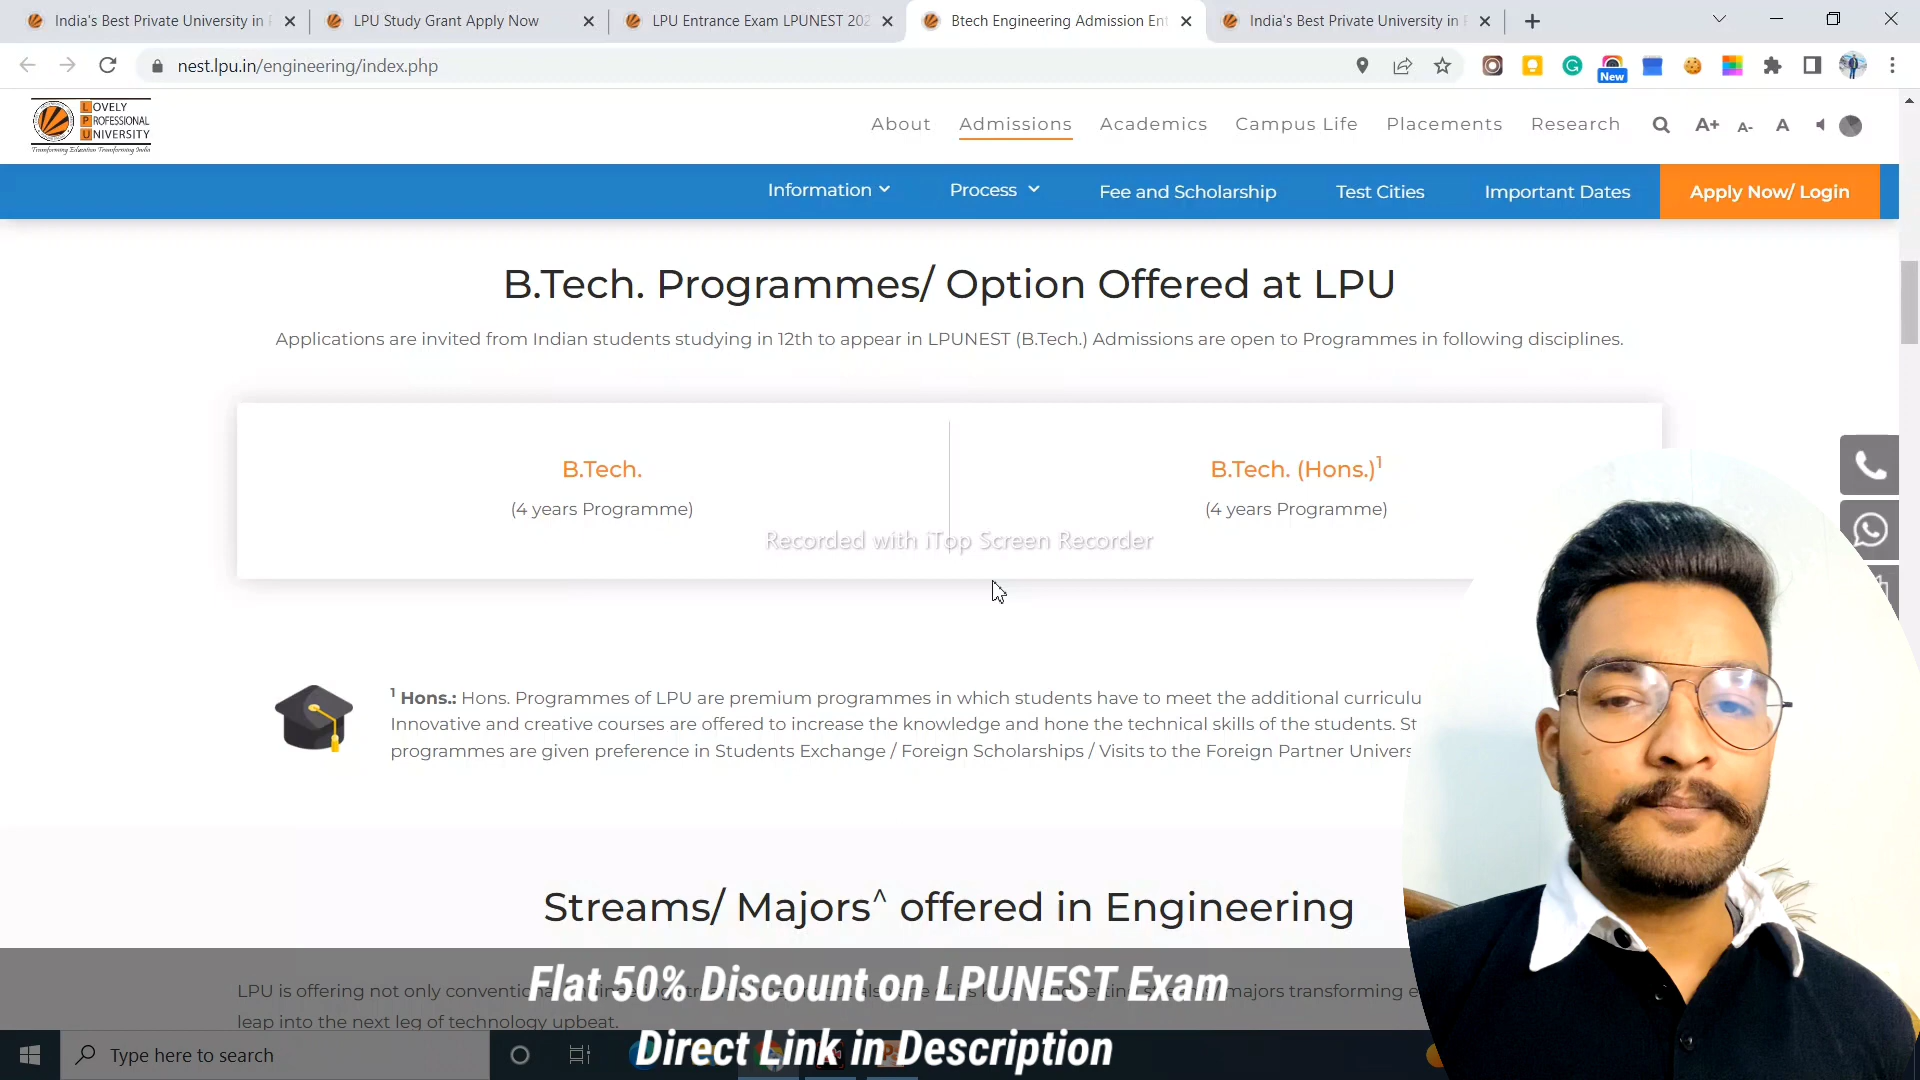 India's Best Private University in
LPU Study Grant Apply Now
LPU Entrance Exam LPUNEST 202
Btech Engineering Admission Ent
India's Best Private University in
nest.lpu.in/engineering/index.php
New
LOVELY
PROFESSIONAL
UNIVERSITY
Transforming Education Transforming India
About
Admissions
Academics
Campus Life
Placements
Research
A+
A-
A
Information
Process
Fee and Scholarship
Test Cities
Important Dates
Apply Now/ Login
B.Tech. Programmes/ Option Offered at LPU
Applications are invited from Indian students studying in 12th to appear in LPUNEST (B.Tech.) Admissions are open to Programmes in following disciplines.
B.Tech.
(4 years Programme)
B.Tech. (Hons.)1
(4 years Programme)
Recorded with iTop Screen Recorder
1 Hons.: Hons. Programmes of LPU are premium programmes in which students have to meet the additional curriculu
Innovative and creative courses are offered to increase the knowledge and hone the technical skills of the students. St
programmes are given preference in Students Exchange / Foreign Scholarships / Visits to the Foreign Partner Univers
Streams/ Majors^ offered in Engineering
LPU is offering not only majors transforming
leap into the next leg of technology upbeat.
Flat 50% Discount on LPUNEST Exam
Direct Link in Description
Type here to search